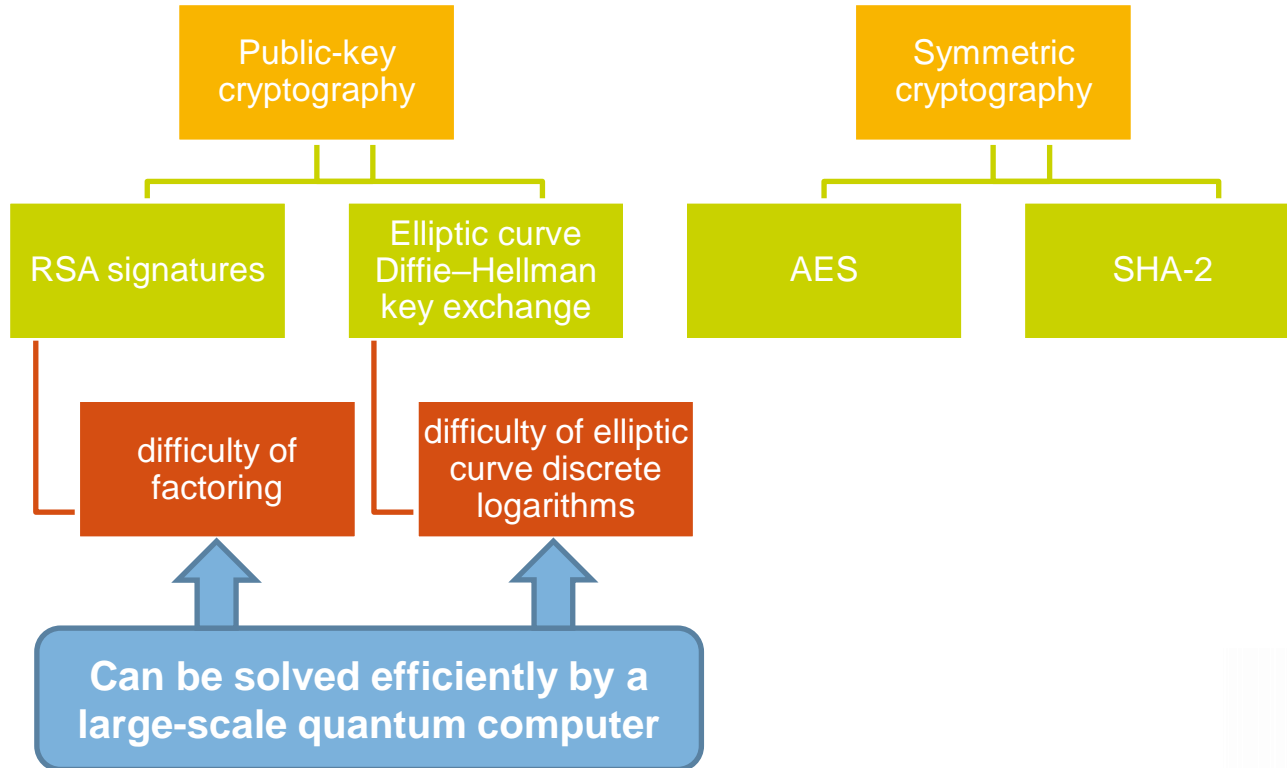 Public-key
cryptography
Symmetric
cryptography
RSA signatures
Elliptic curve
Diffie–Hellman
key exchange
AES
SHA-2
difficulty of
factoring
difficulty of elliptic
curve discrete
logarithms
Can be solved efficiently by a
large-scale quantum computer